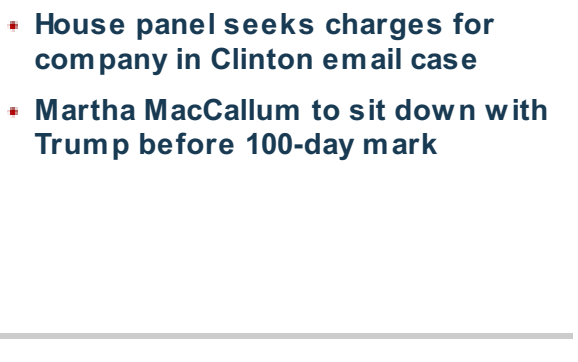 House panel seeks charges for
company in Clinton email case
Martha MacCallum to sit down with
Trump before 100-day mark